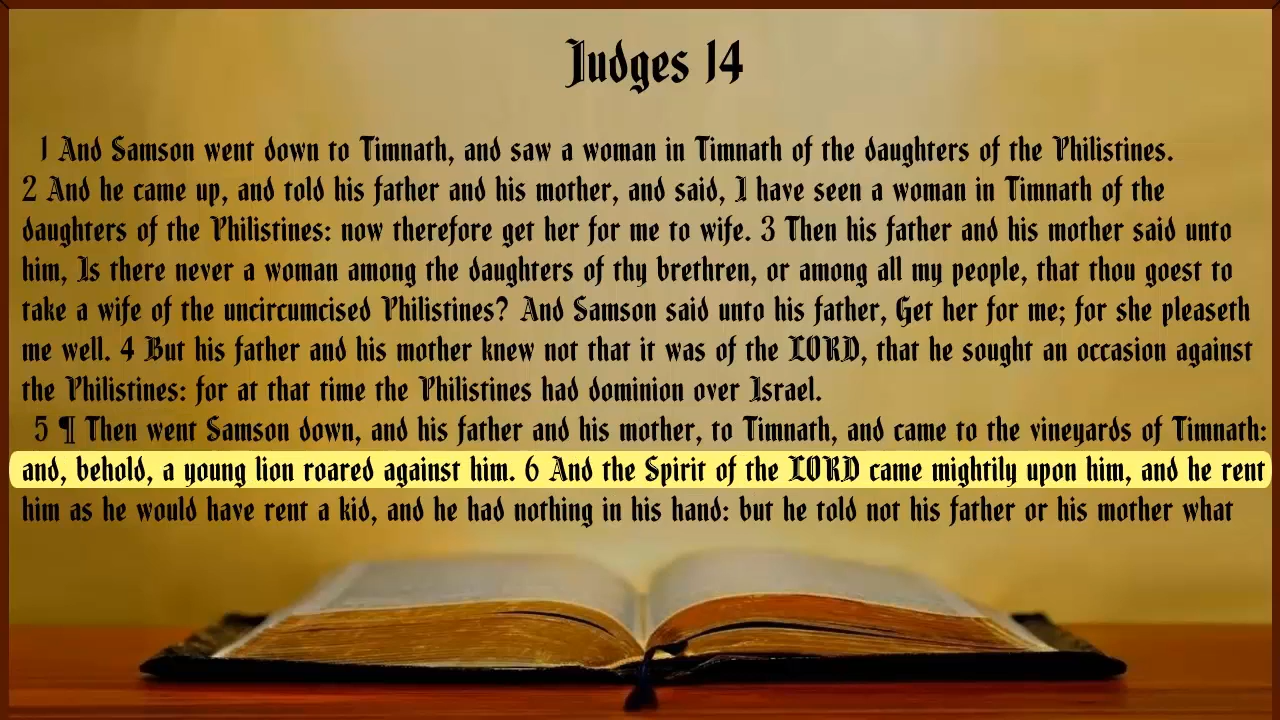 Judges 14
1 And Samson went down to Timnath, and saw a woman in Timnath of the daughters of the Philistines.
2 And he came up, and told his father and his mother, and said, I have seen a woman in Timnath of the
daughters of the Philistines: now therefore get her for me to wife. 3 Then his father and his mother said unto
him, Is there never a woman among the daughters of thy brethren, or among all my people, that thou goest to
take a wife of the uncircumcised Philistines? And Samson said unto his father, Get her for me; for she pleaseth
me well. 4 But his father and his mother knew not that it was of the LORD, that he sought an occasion against
the Philistines: for at that time the Philistines had dominion over Israel.
5 ¶ Then went Samson down, and his father and his mother, to Timnath, and came to the vineyards of Timnath:
and, behold, a young lion roared against him. 6 And the Spirit of the LORD came mightily upon him, and he rent
him as he would have rent a kid, and he had nothing in his hand: but he told not his father or his mother what